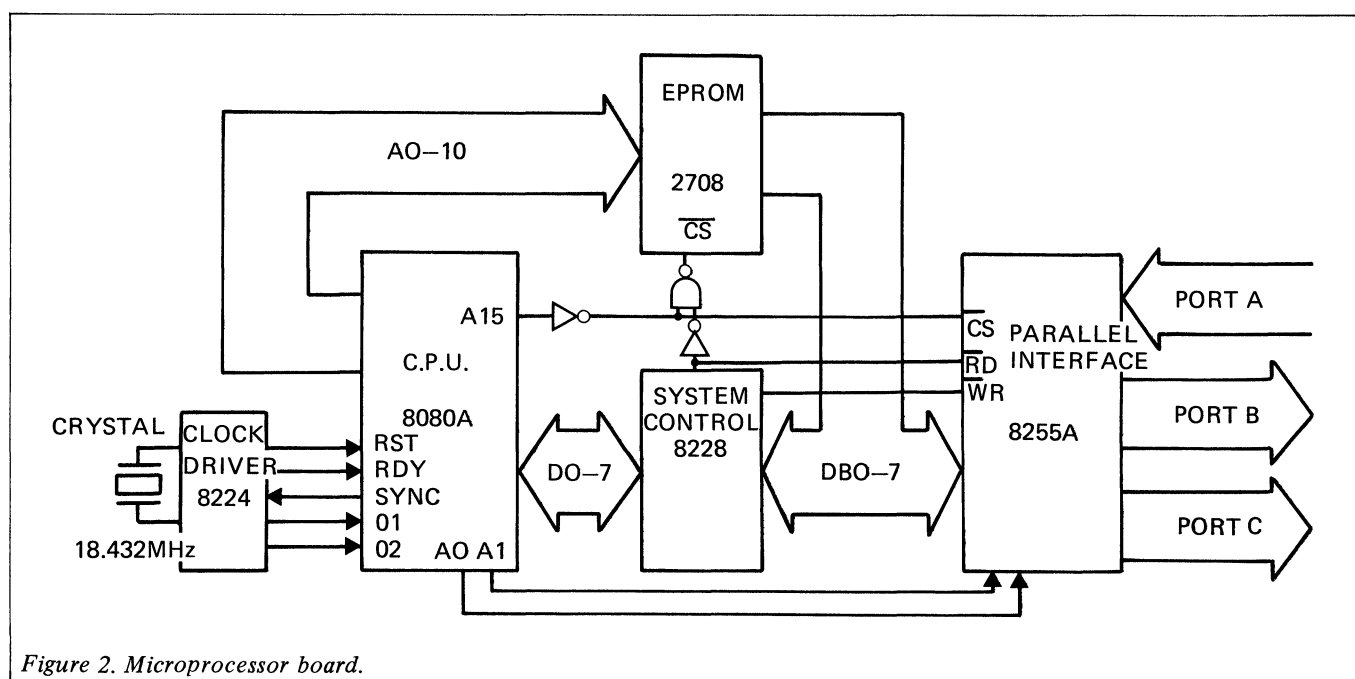 EPROM
2708
CS
AO–10
A15
C.P.U.
8080A
RST
RDY
SYNC
01
02
AO A1
CRYSTAL
18.432MHz
CLOCK
DRIVER
8224
DO–7
SYSTEM
CONTROL
8228
DBO–7
CS
PARALLEL
INTERFACE
RD
WR
8255A
PORT A
PORT B
PORT C
Figure 2. Microprocessor board.